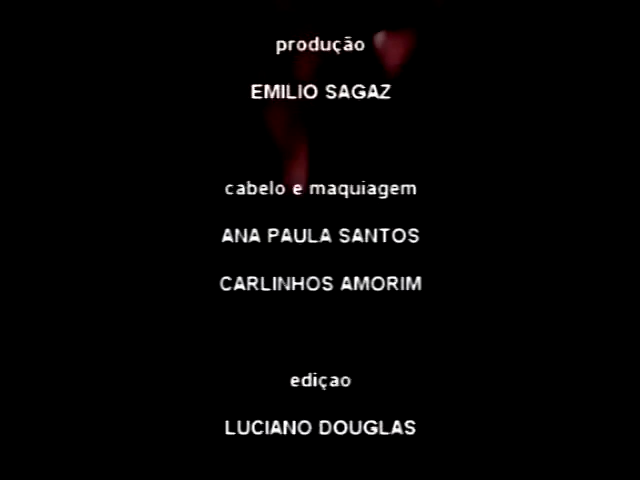 produção
EMILIO SAGAZ
cabelo e maquiagem
ANA PAULA SANTOS
CARLINHOS AMORIM
ediçao
LUCIANO DOUGLAS